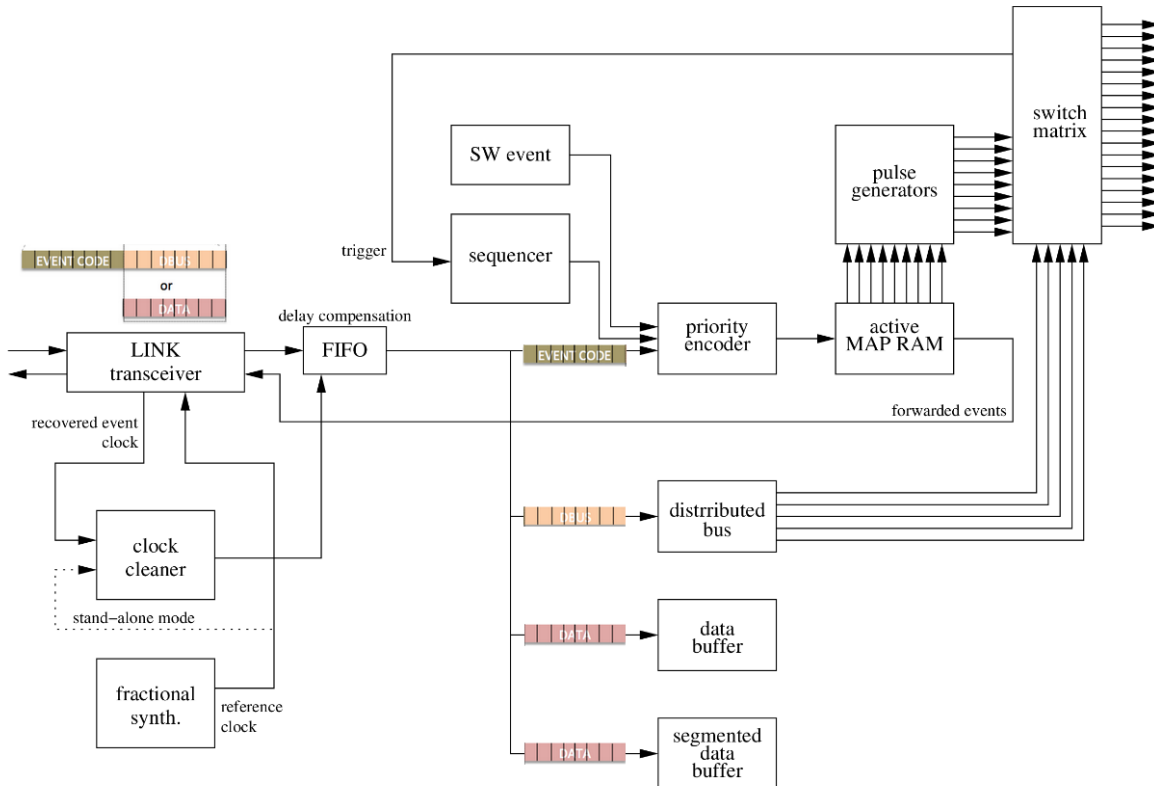 switch
matrix
SW event
pulse
generators
trigger
sequencer
EVENT CODE
DBUS
or
DATA
delay compensation
LINK
transceiver
FIFO
EVENT CODE
priority
encoder
active
MAP RAM
forwarded events
recovered event
clock
DBUS
distrributed
bus
clock
cleaner
stand-alone mode
DATA
data
buffer
fractional
synth.
reference
clock
DATA
segmented
data
buffer